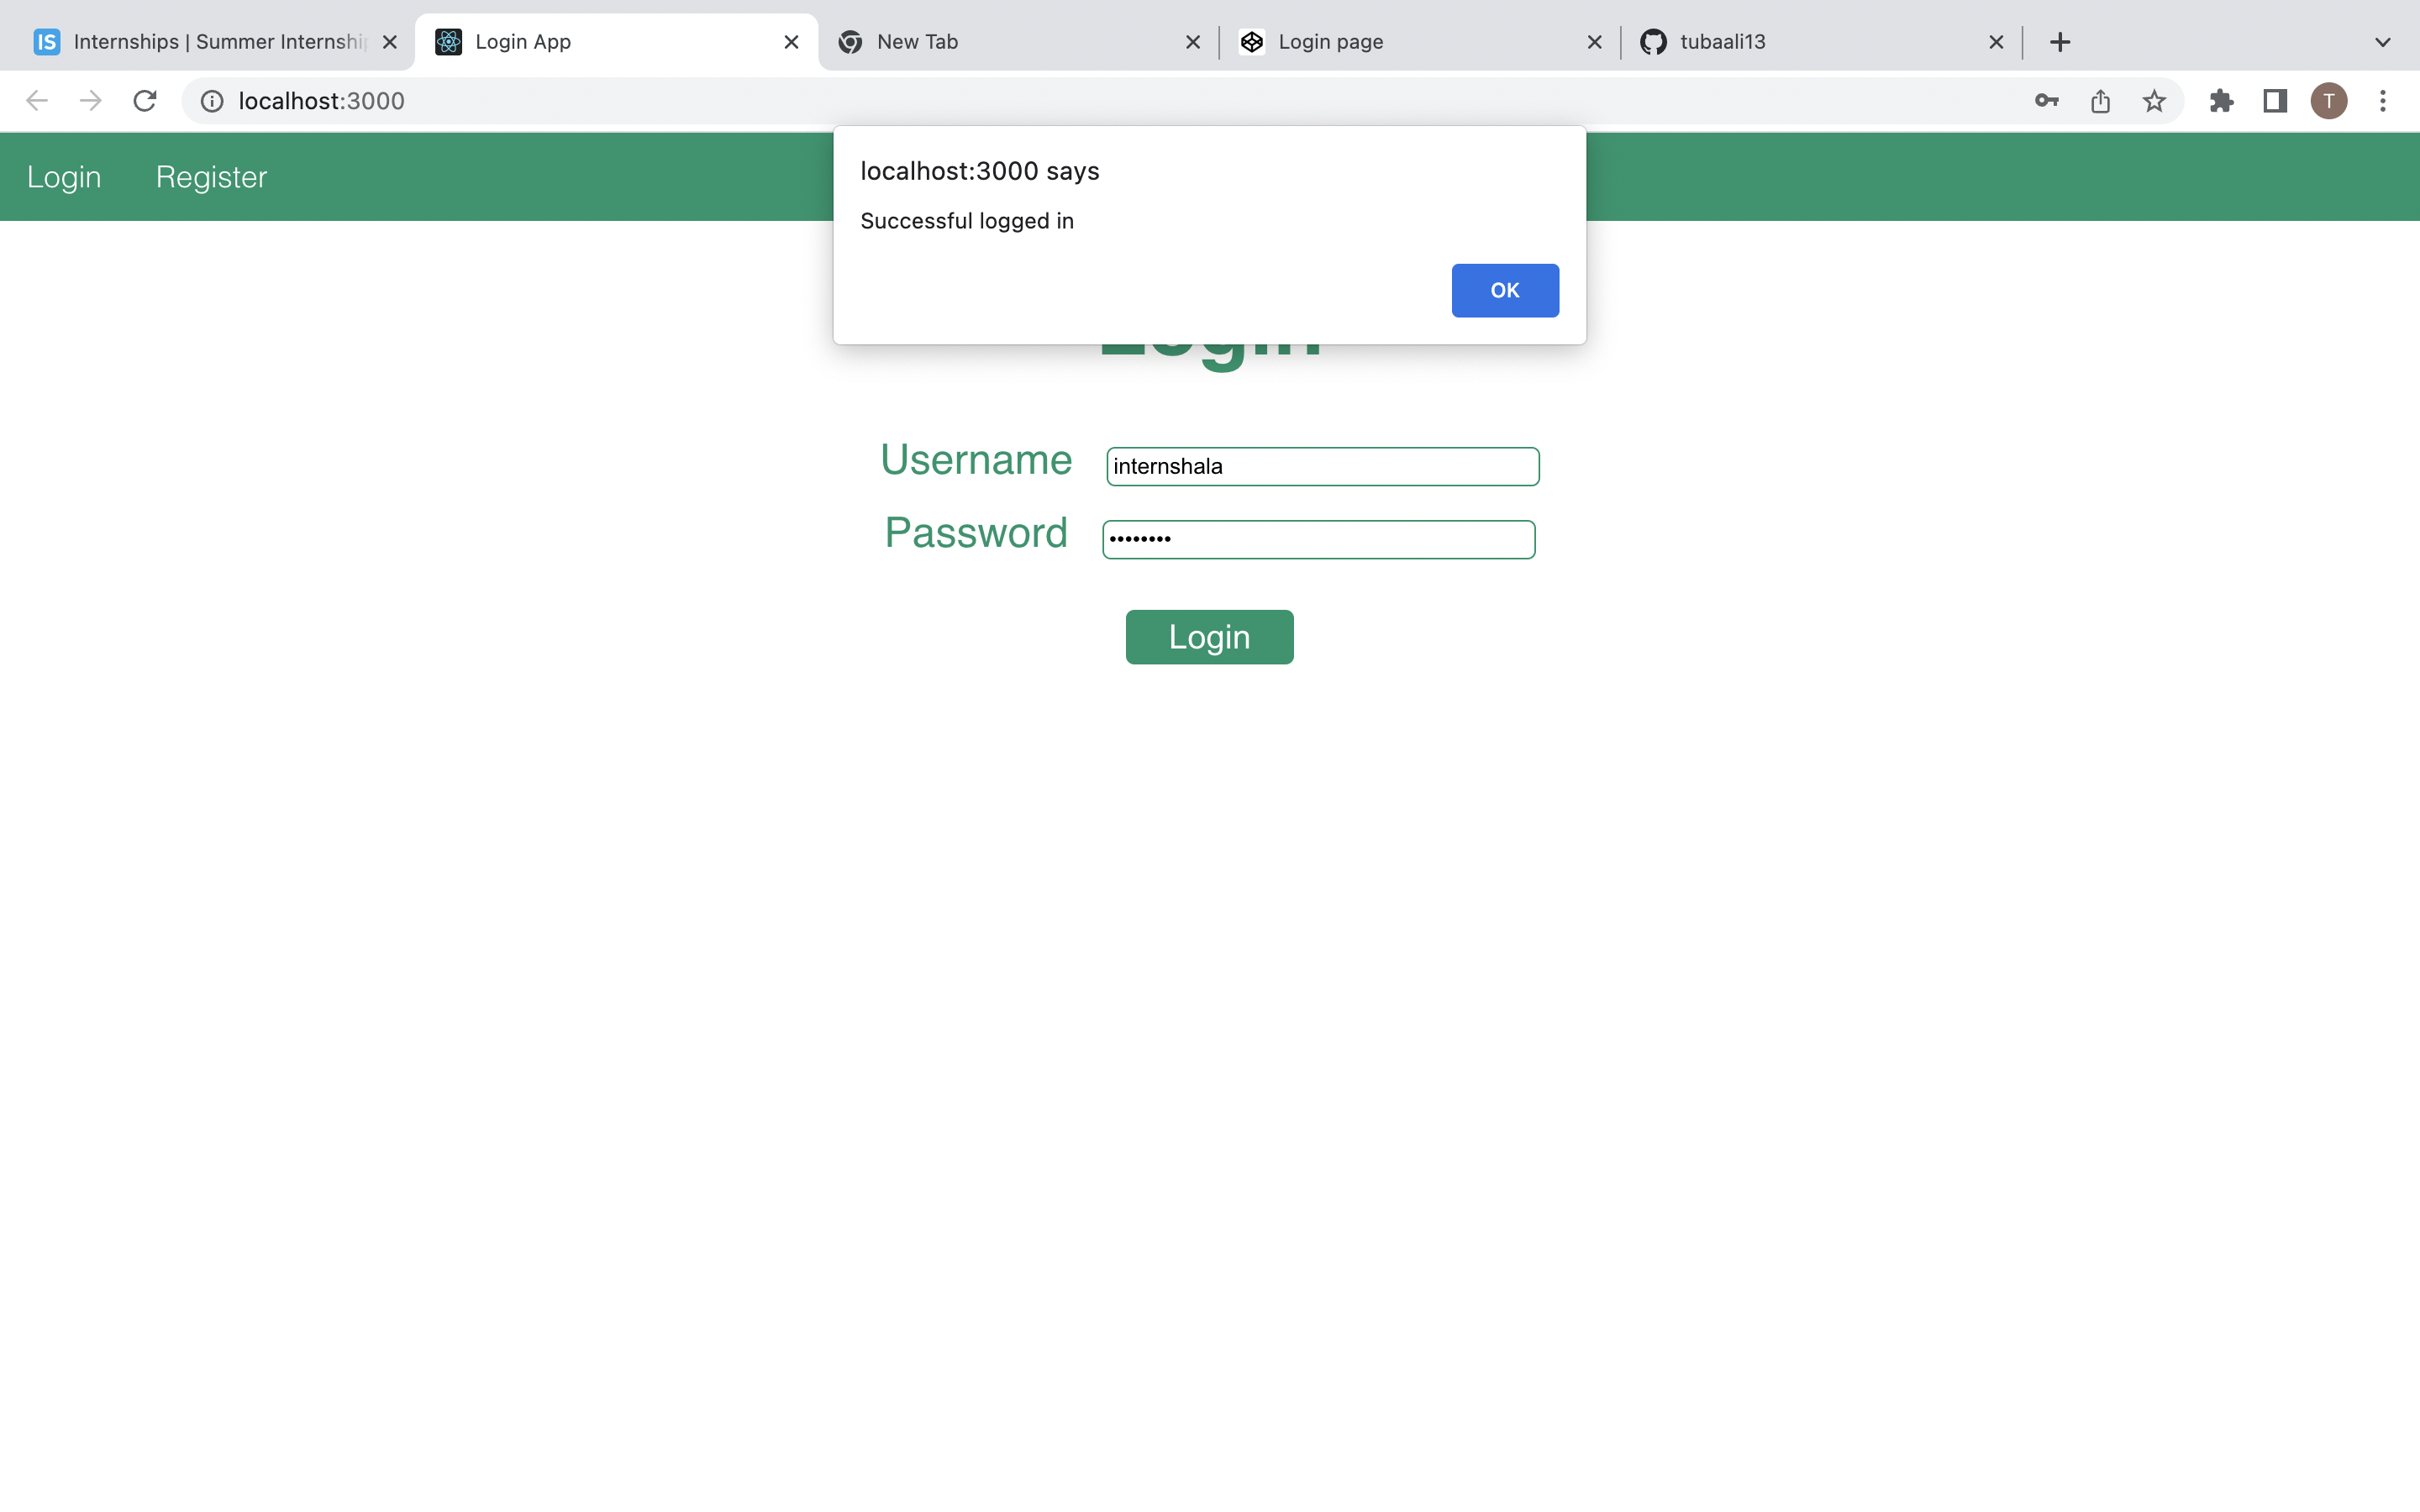 IS Internships | Summer Internshi
Login App
New Tab
Login page
tubaali13
localhost:3000
T
Login Register
localhost:3000 says
Successful logged in
OK
Login
Username internshala
Password ••••••••
Login